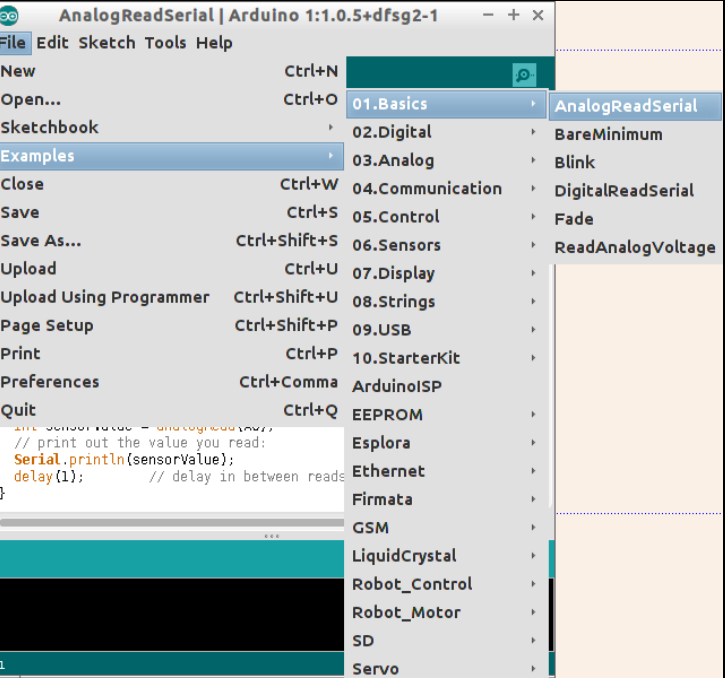 AnalogReadSerial | Arduino 1:1.0.5+dfsg2-1
File Edit Sketch Tools Help
New Ctrl+N
Open... Ctrl+O
Sketchbook
Examples
Close Ctrl+W
Save Ctrl+S
Save As... Ctrl+Shift+S
Upload Ctrl+U
Upload Using Programmer Ctrl+Shift+U
Page Setup Ctrl+Shift+P
Print Ctrl+P
Preferences Ctrl+Comma
Quit Ctrl+Q
01.Basics
02.Digital
03.Analog
04.Communication
05.Control
06.Sensors
07.Display
08.Strings
09.USB
10.StarterKit
ArduinoISP
EEPROM
Esplora
Ethernet
Firmata
GSM
LiquidCrystal
Robot_Control
Robot_Motor
SD
Servo
AnalogReadSerial
BareMinimum
Blink
DigitalReadSerial
Fade
ReadAnalogVoltage
int sensorValue = analogRead(A0);
// print out the value you read:
Serial.println(sensorValue);
delay(1); // delay in between reads
}
1